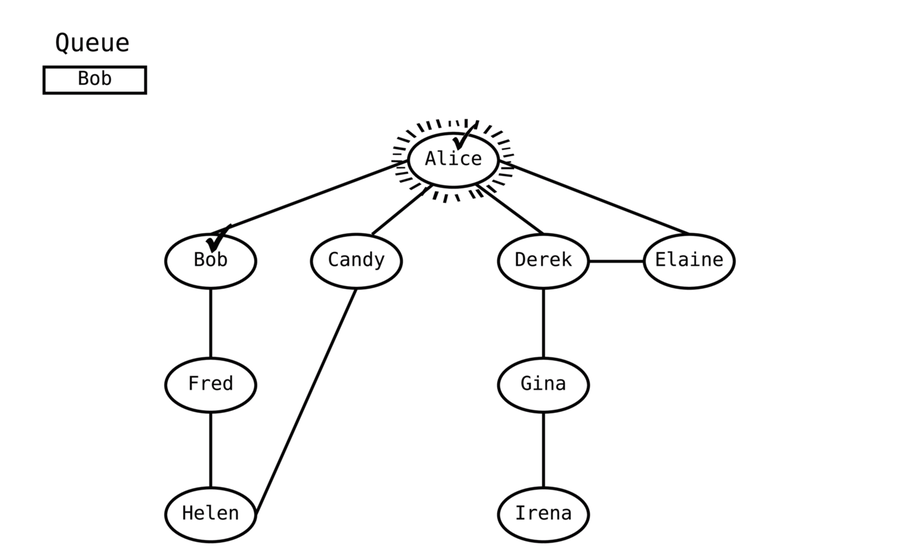 Queue
Bob
Alice
Bob
Candy
Derek
Elaine
Fred
Gina
Helen
Irena